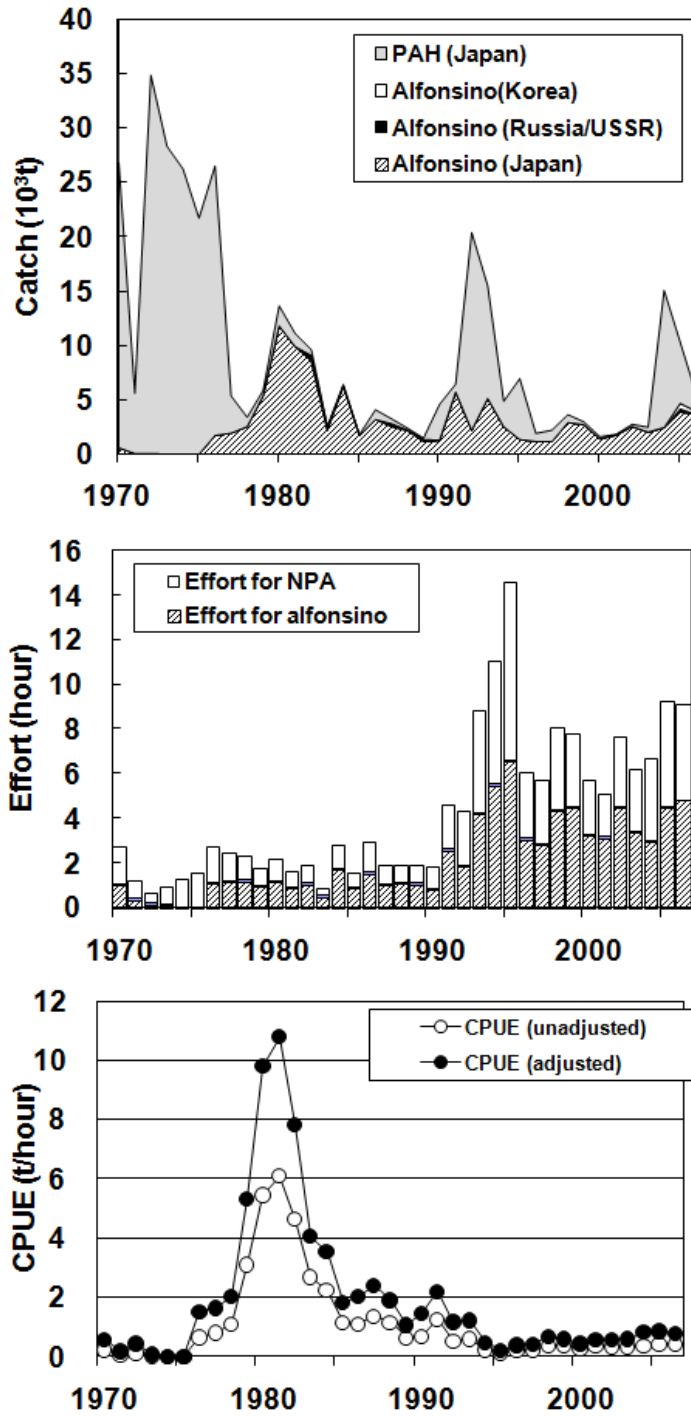 40
35
30
25
20
15
10
5
0
Catch (10³t)
PAH (Japan)
Alfonsino(Korea)
Alfonsino (Russia/USSR)
Alfonsino (Japan)
1970 1980 1990 2000
16
14
12
10
8
6
4
2
0
Effort (hour)
Effort for NPA
Effort for alfonsino
1970 1980 1990 2000
12
10
8
6
4
2
0
CPUE (t/hour)
CPUE (unadjusted)
CPUE (adjusted)
1970 1980 1990 2000